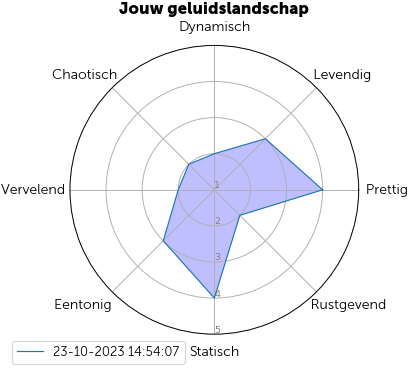 Jouw geluidslandschap
Dynamisch
Chaotisch
Levendig
Vervelend
1
Prettig
2
3
4
Eentonig
Rustgevend
5
23-10-2023 14:54:07
Statisch